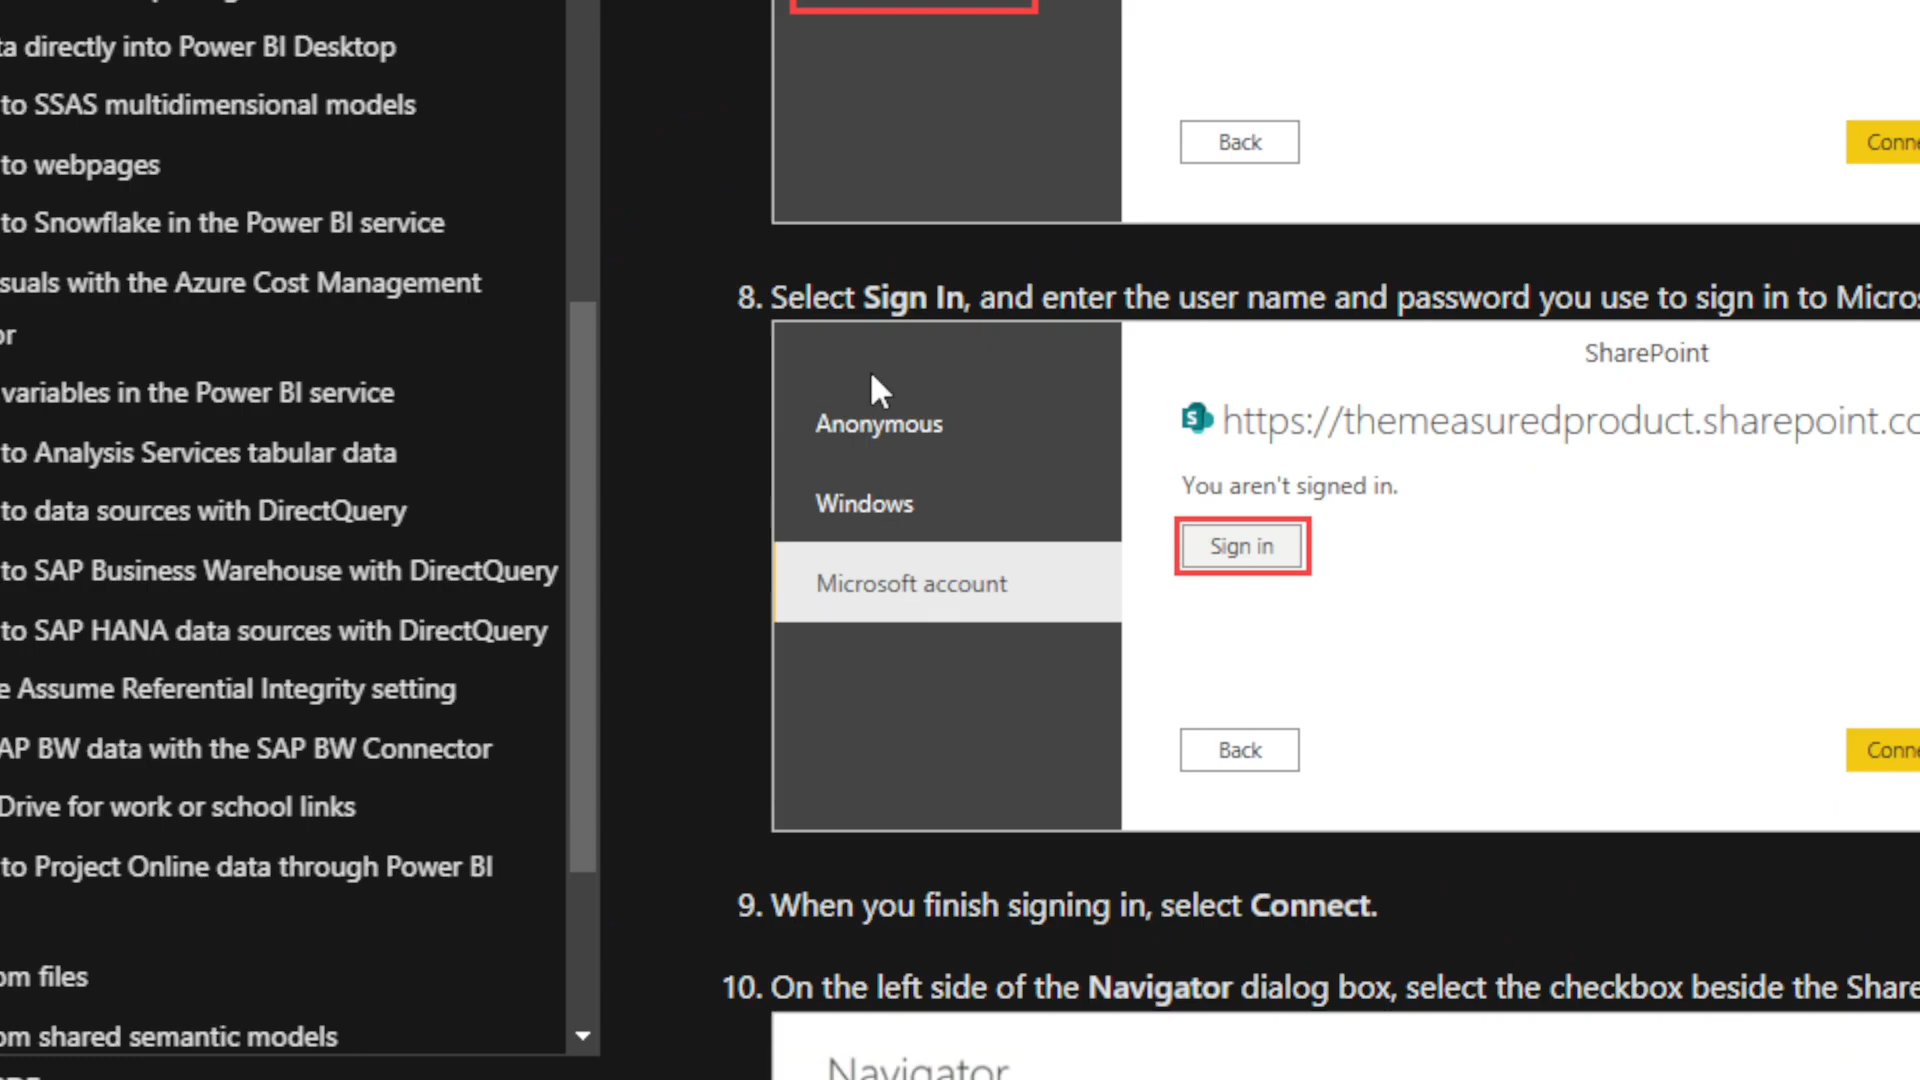 ta directly into Power BI Desktop
to SSAS multidimensional models
to webpages
to Snowflake in the Power BI service
suals with the Azure Cost Management
or
variables in the Power BI service
to Analysis Services tabular data
to data sources with DirectQuery
to SAP Business Warehouse with DirectQuery
to SAP HANA data sources with DirectQuery
e Assume Referential Integrity setting
AP BW data with the SAP BW Connector
Drive for work or school links
to Project Online data through Power BI
om files
om shared semantic models
Back
Conne
8. Select Sign In, and enter the user name and password you use to sign in to Micros
SharePoint
Anonymous
https://themeasuredproduct.sharepoint.co
Windows
You aren't signed in.
Sign in
Microsoft account
Back
Conne
9. When you finish signing in, select Connect.
10. On the left side of the Navigator dialog box, select the checkbox beside the Share
Navigator